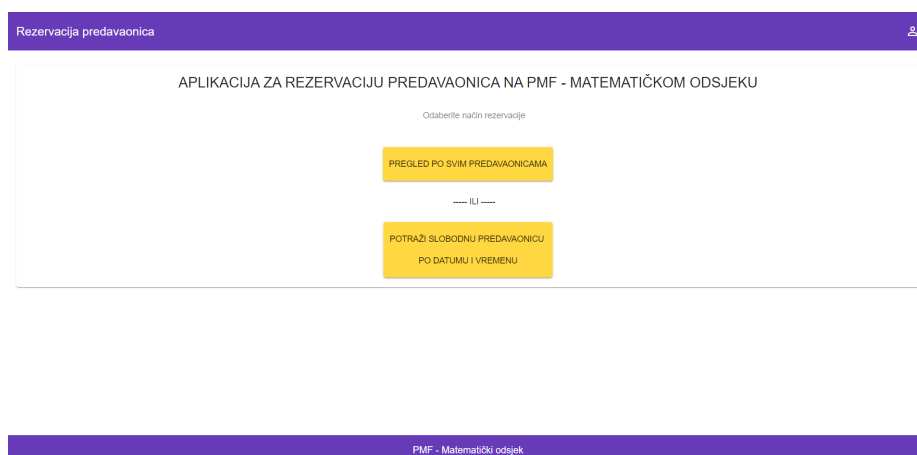 Rezervacija predavaonica
APLIKACIJA ZA REZERVACIJU PREDAVAONICA NA PMF - MATEMATIČKOM ODSJEKU
Odaberite način rezervacije
PREGLED PO SVIM PREDAVAONICAMA
----- ILI -----
POTRAŽI SLOBODNU PREDAVAONICU
PO DATUMU I VREMENU
PMF - Matematički odsjek